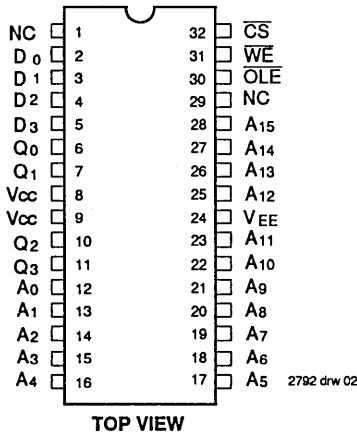 NC 1 32 C̅S̅
D0 2 31 W̅E̅
D1 3 30 O̅L̅E̅
D2 4 29 NC
D3 5 28 A15
Q0 6 27 A14
Q1 7 26 A13
Vcc 8 25 A12
Vcc 9 24 VEE
Q2 10 23 A11
Q3 11 22 A10
A0 12 21 A9
A1 13 20 A8
A2 14 19 A7
A3 15 18 A6
A4 16 17 A5 2792 drw 02
TOP VIEW